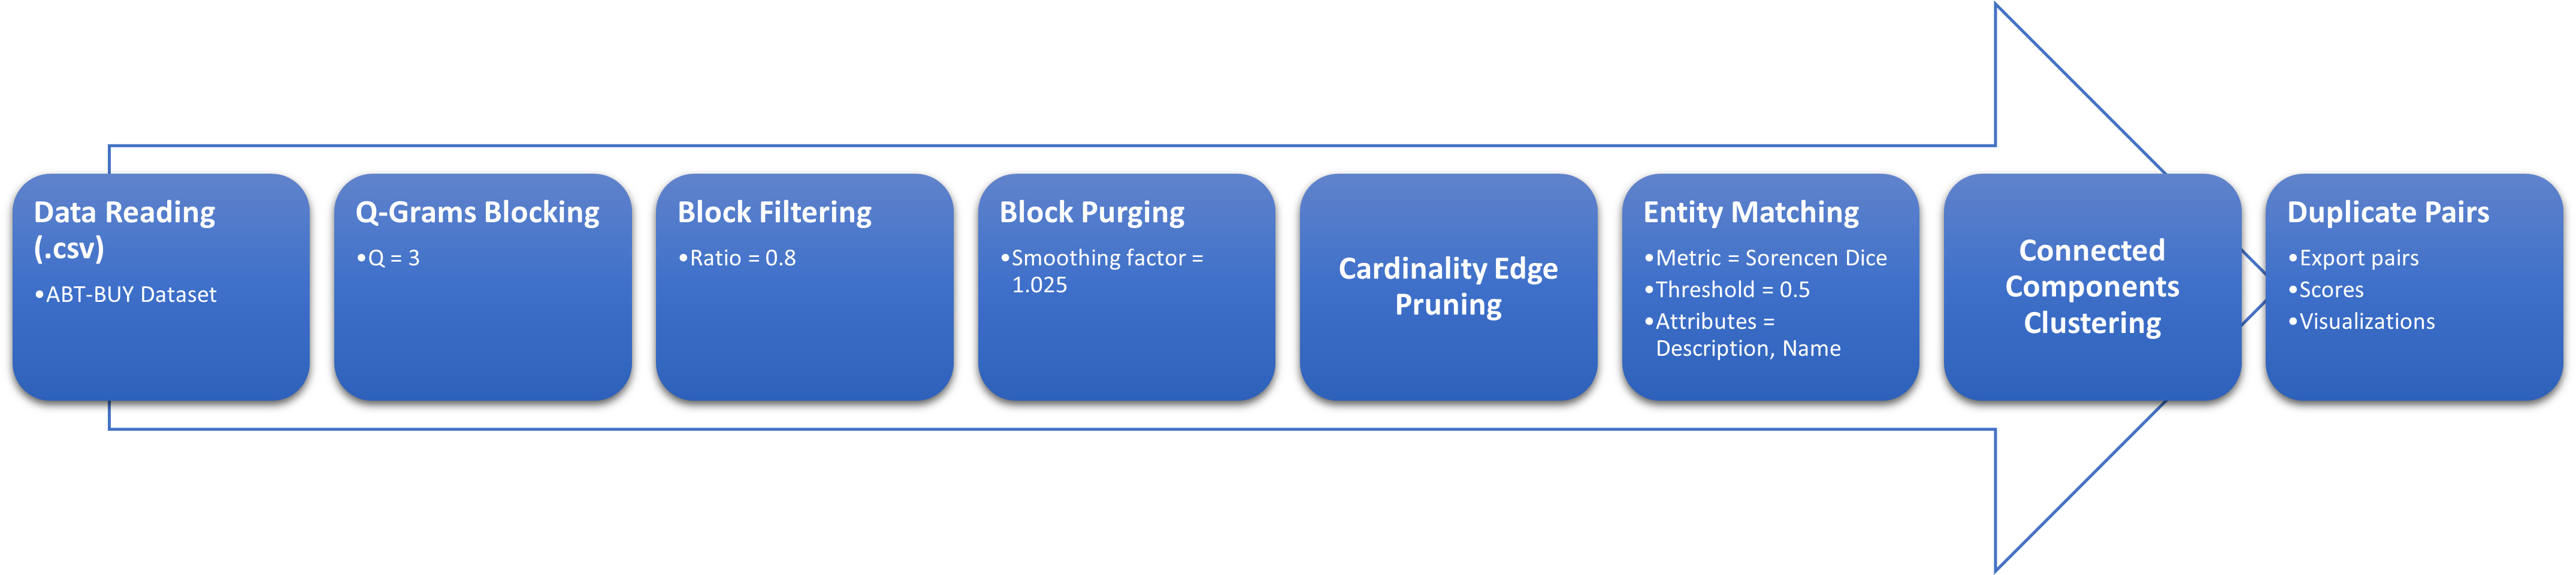 Data Reading
(.csv)
•ABT-BUY Dataset
Q-Grams Blocking
•Q = 3
Block Filtering
•Ratio = 0.8
Block Purging
•Smoothing factor =
1.025
Cardinality Edge
Pruning
Entity Matching
•Metric = Sorencen Dice
•Threshold = 0.5
•Attributes =
Description, Name
Connected
Components
Clustering
Duplicate Pairs
•Export pairs
•Scores
•Visualizations